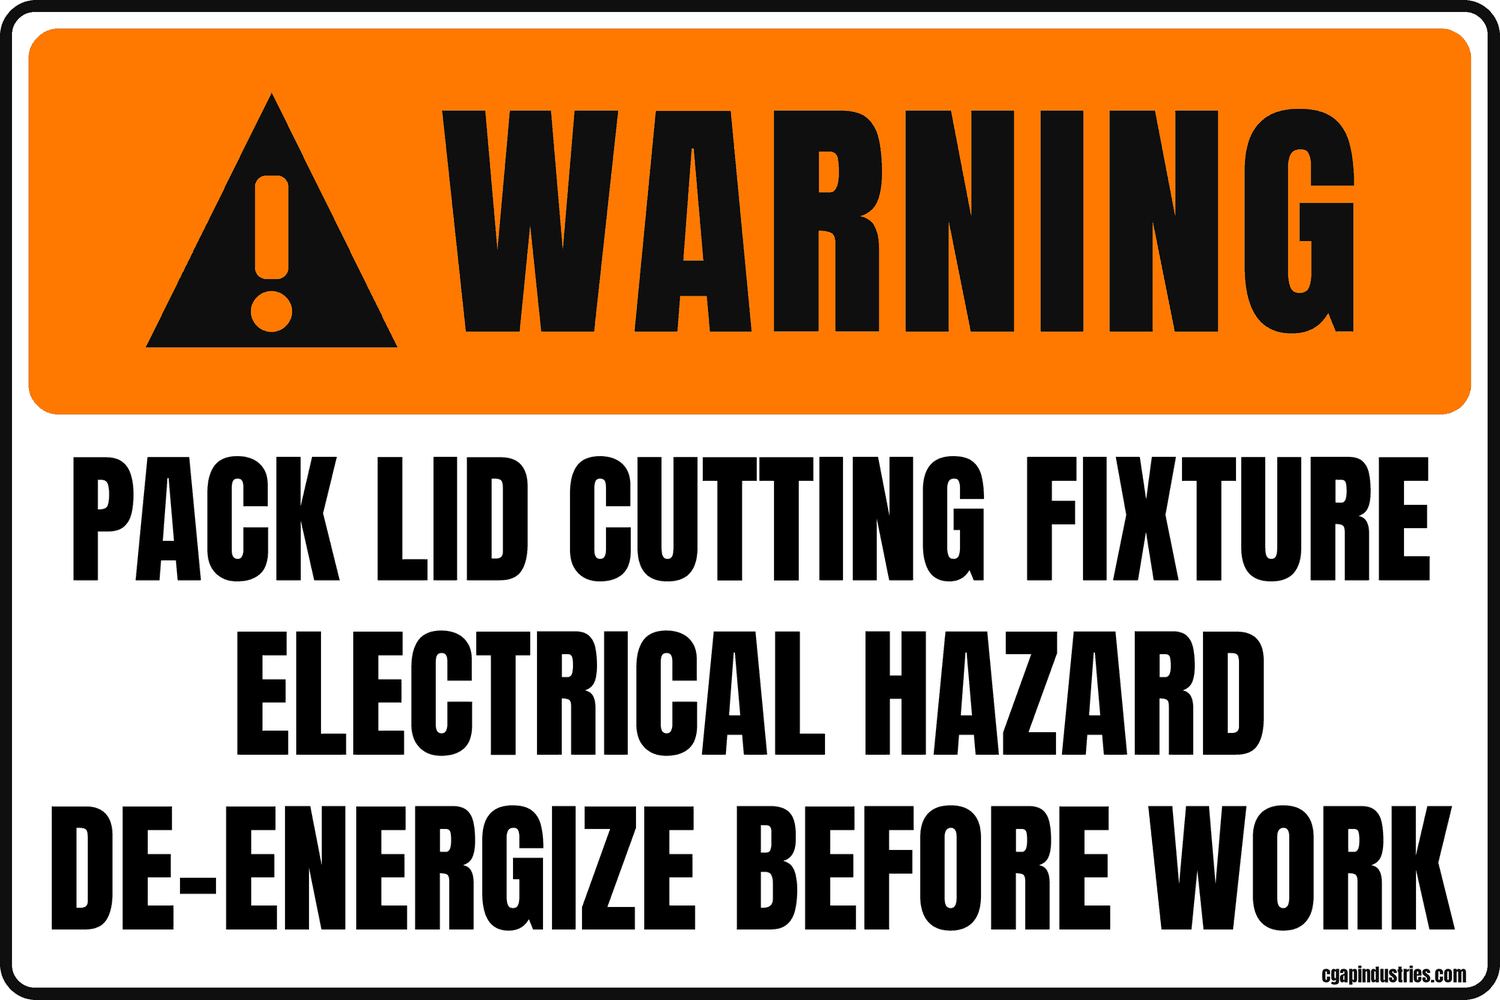 WARNING
PACK LID CUTTING FIXTURE
ELECTRICAL HAZARD
DE-ENERGIZE BEFORE WORK
cgapindustries.com